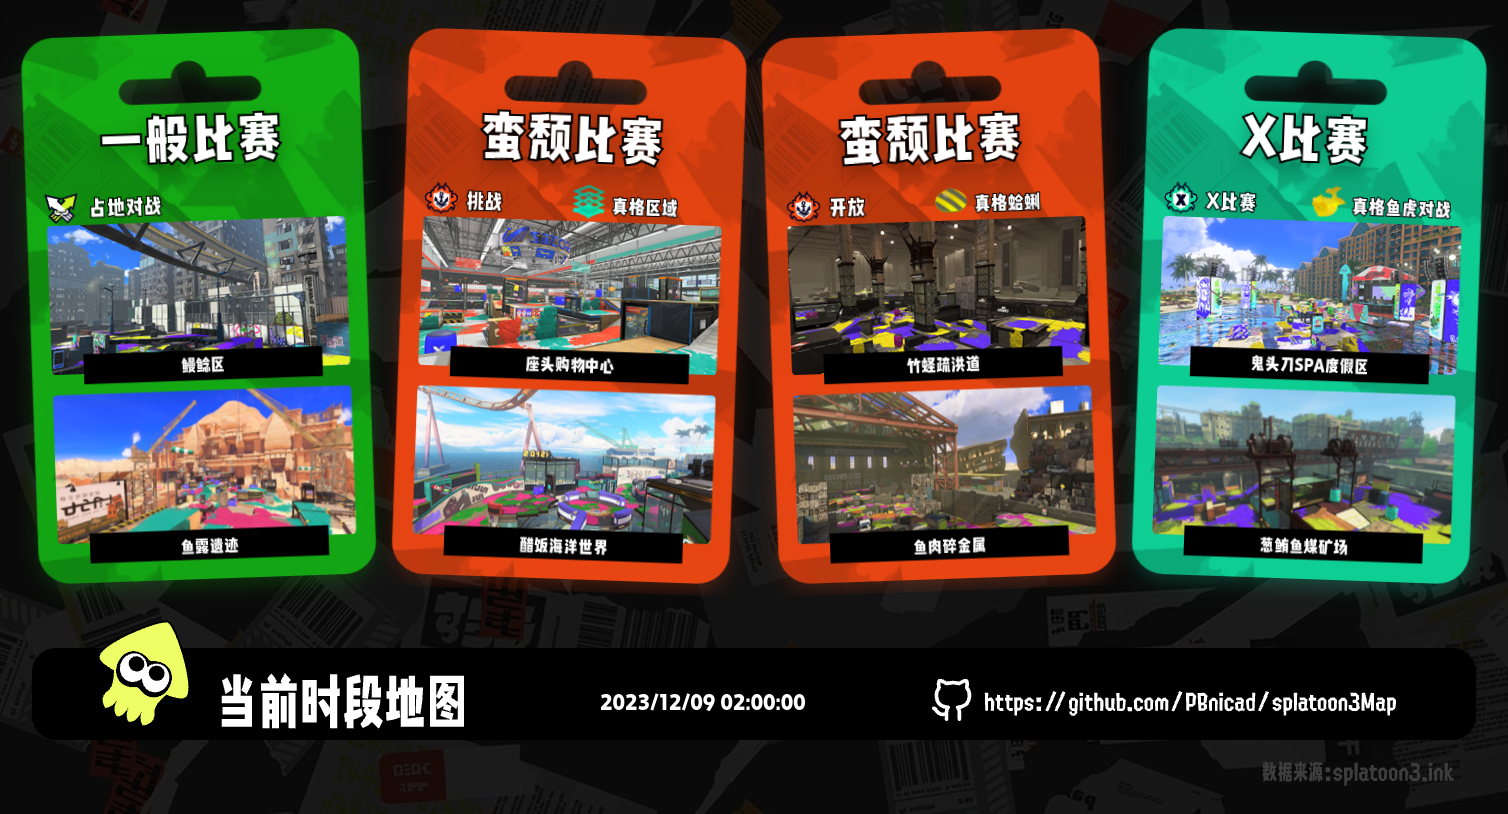 一般比赛
占地对战
鳗鲶区
鱼露遗迹
蛮颓比赛
挑战
真格区域
座头购物中心
醋饭海洋世界
蛮颓比赛
开放
真格蛤蜊
竹蛏疏洪道
鱼肉碎金属
X比赛
X比赛
真格鱼虎对战
鬼头刀SPA度假区
葱鲔鱼煤矿场
当前时段地图
2023/12/09 02:00:00
https://github.com/PBnicad/splatoon3Map
数据来源:splatoon3.ink